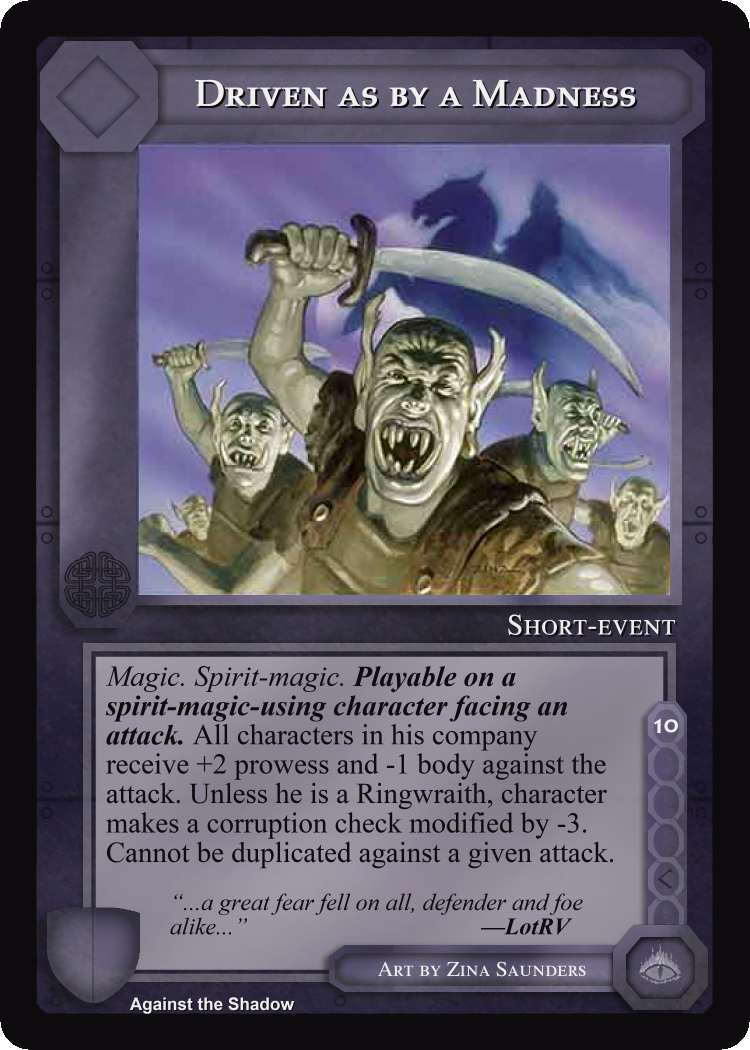 Driven as by a Madness
Short-event
Magic. Spirit-magic. Playable on a
spirit-magic-using character facing an
attack. All characters in his company
receive +2 prowess and -1 body against the
attack. Unless he is a Ringwraith, character
makes a corruption check modified by -3.
Cannot be duplicated against a given attack.
10
"...a great fear fell on all, defender and foe
alike..." —LotRV
Art by Zina Saunders
Against the Shadow